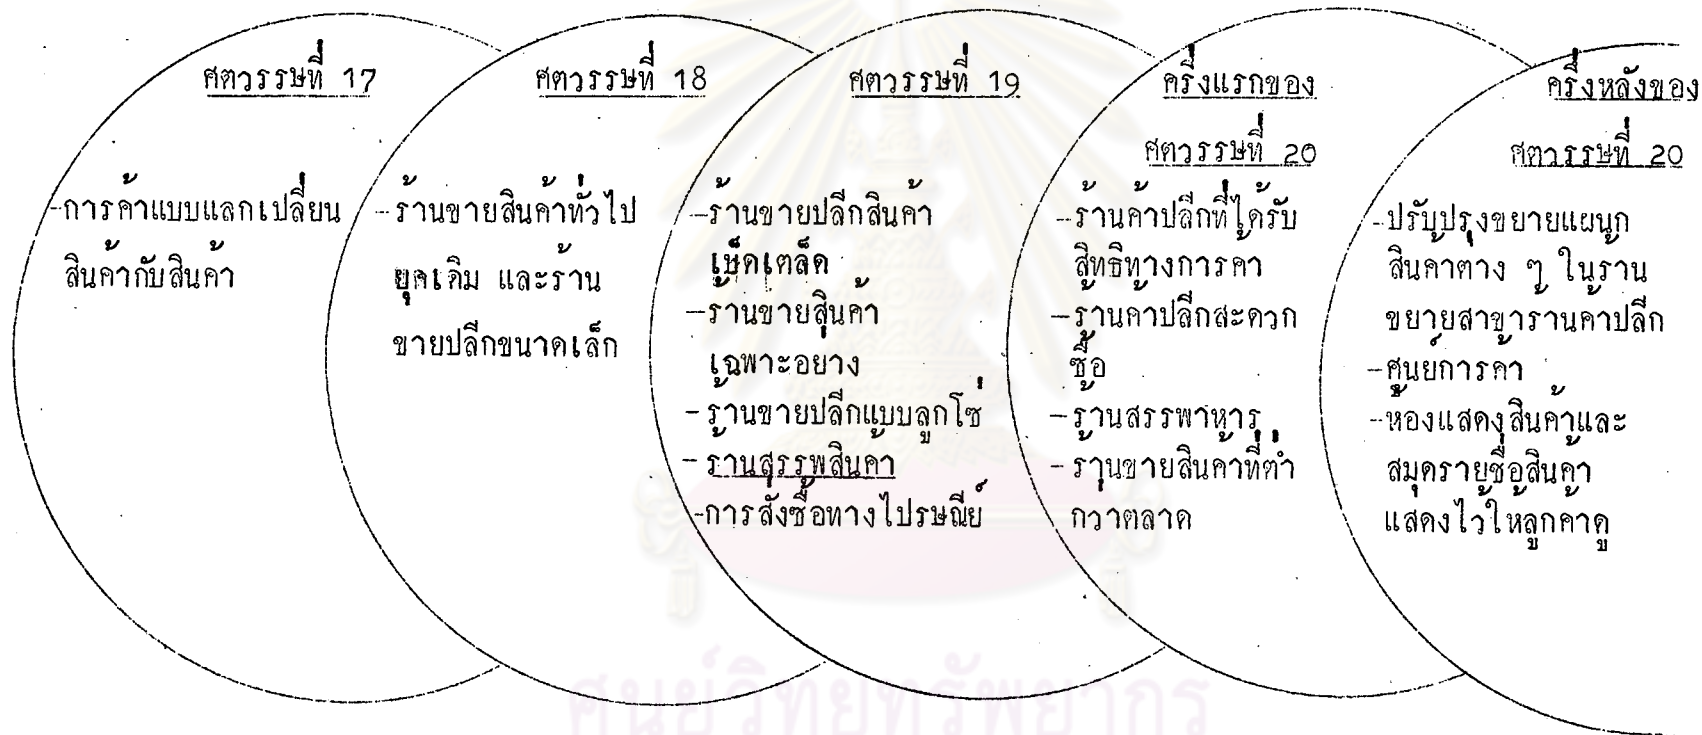 ศตวรรษที่ 17
-การค้าแบบแลกเปลี่ยน
สินค้ากับสินค้า
ศตวรรษที่ 18
-ร้านขายสินค้าทั่วไป
ยุคเดิม และร้าน
ขายปลีกขนาดเล็ก
ศตวรรษที่ 19
-ร้านขายปลีกสินค้า
เบ็ดเตล็ด
-ร้านขายสินค้า
เฉพาะอย่าง
-ร้านขายปลีกแบบลูกโซ่
-ร้านสรรพสินค้า
-การสั่งซื้อทางไปรษณีย์
ครึ่งแรกของ
ศตวรรษที่ 20
-ร้านค้าปลีกที่ได้รับ
สิทธิทางการค้า
-ร้านค้าปลีกสะดวก
ซื้อ
-ร้านสรรพาหาร
-ร้านขายสินค้าที่ต่ำ
กว่าตลาด
ครึ่งหลังของ
ศตวรรษที่ 20
-ปรับปรุงขยายแผนก
สินค้าต่าง ๆ ในร้าน
ขยายสาขาร้านค้าปลีก
-ศูนย์การค้า
-ห้องแสดงสินค้าและ
สมุดรายชื่อสินค้า
แสดงไว้ให้ลูกค้าดู
ศูนย์วิทยทรัพยากร